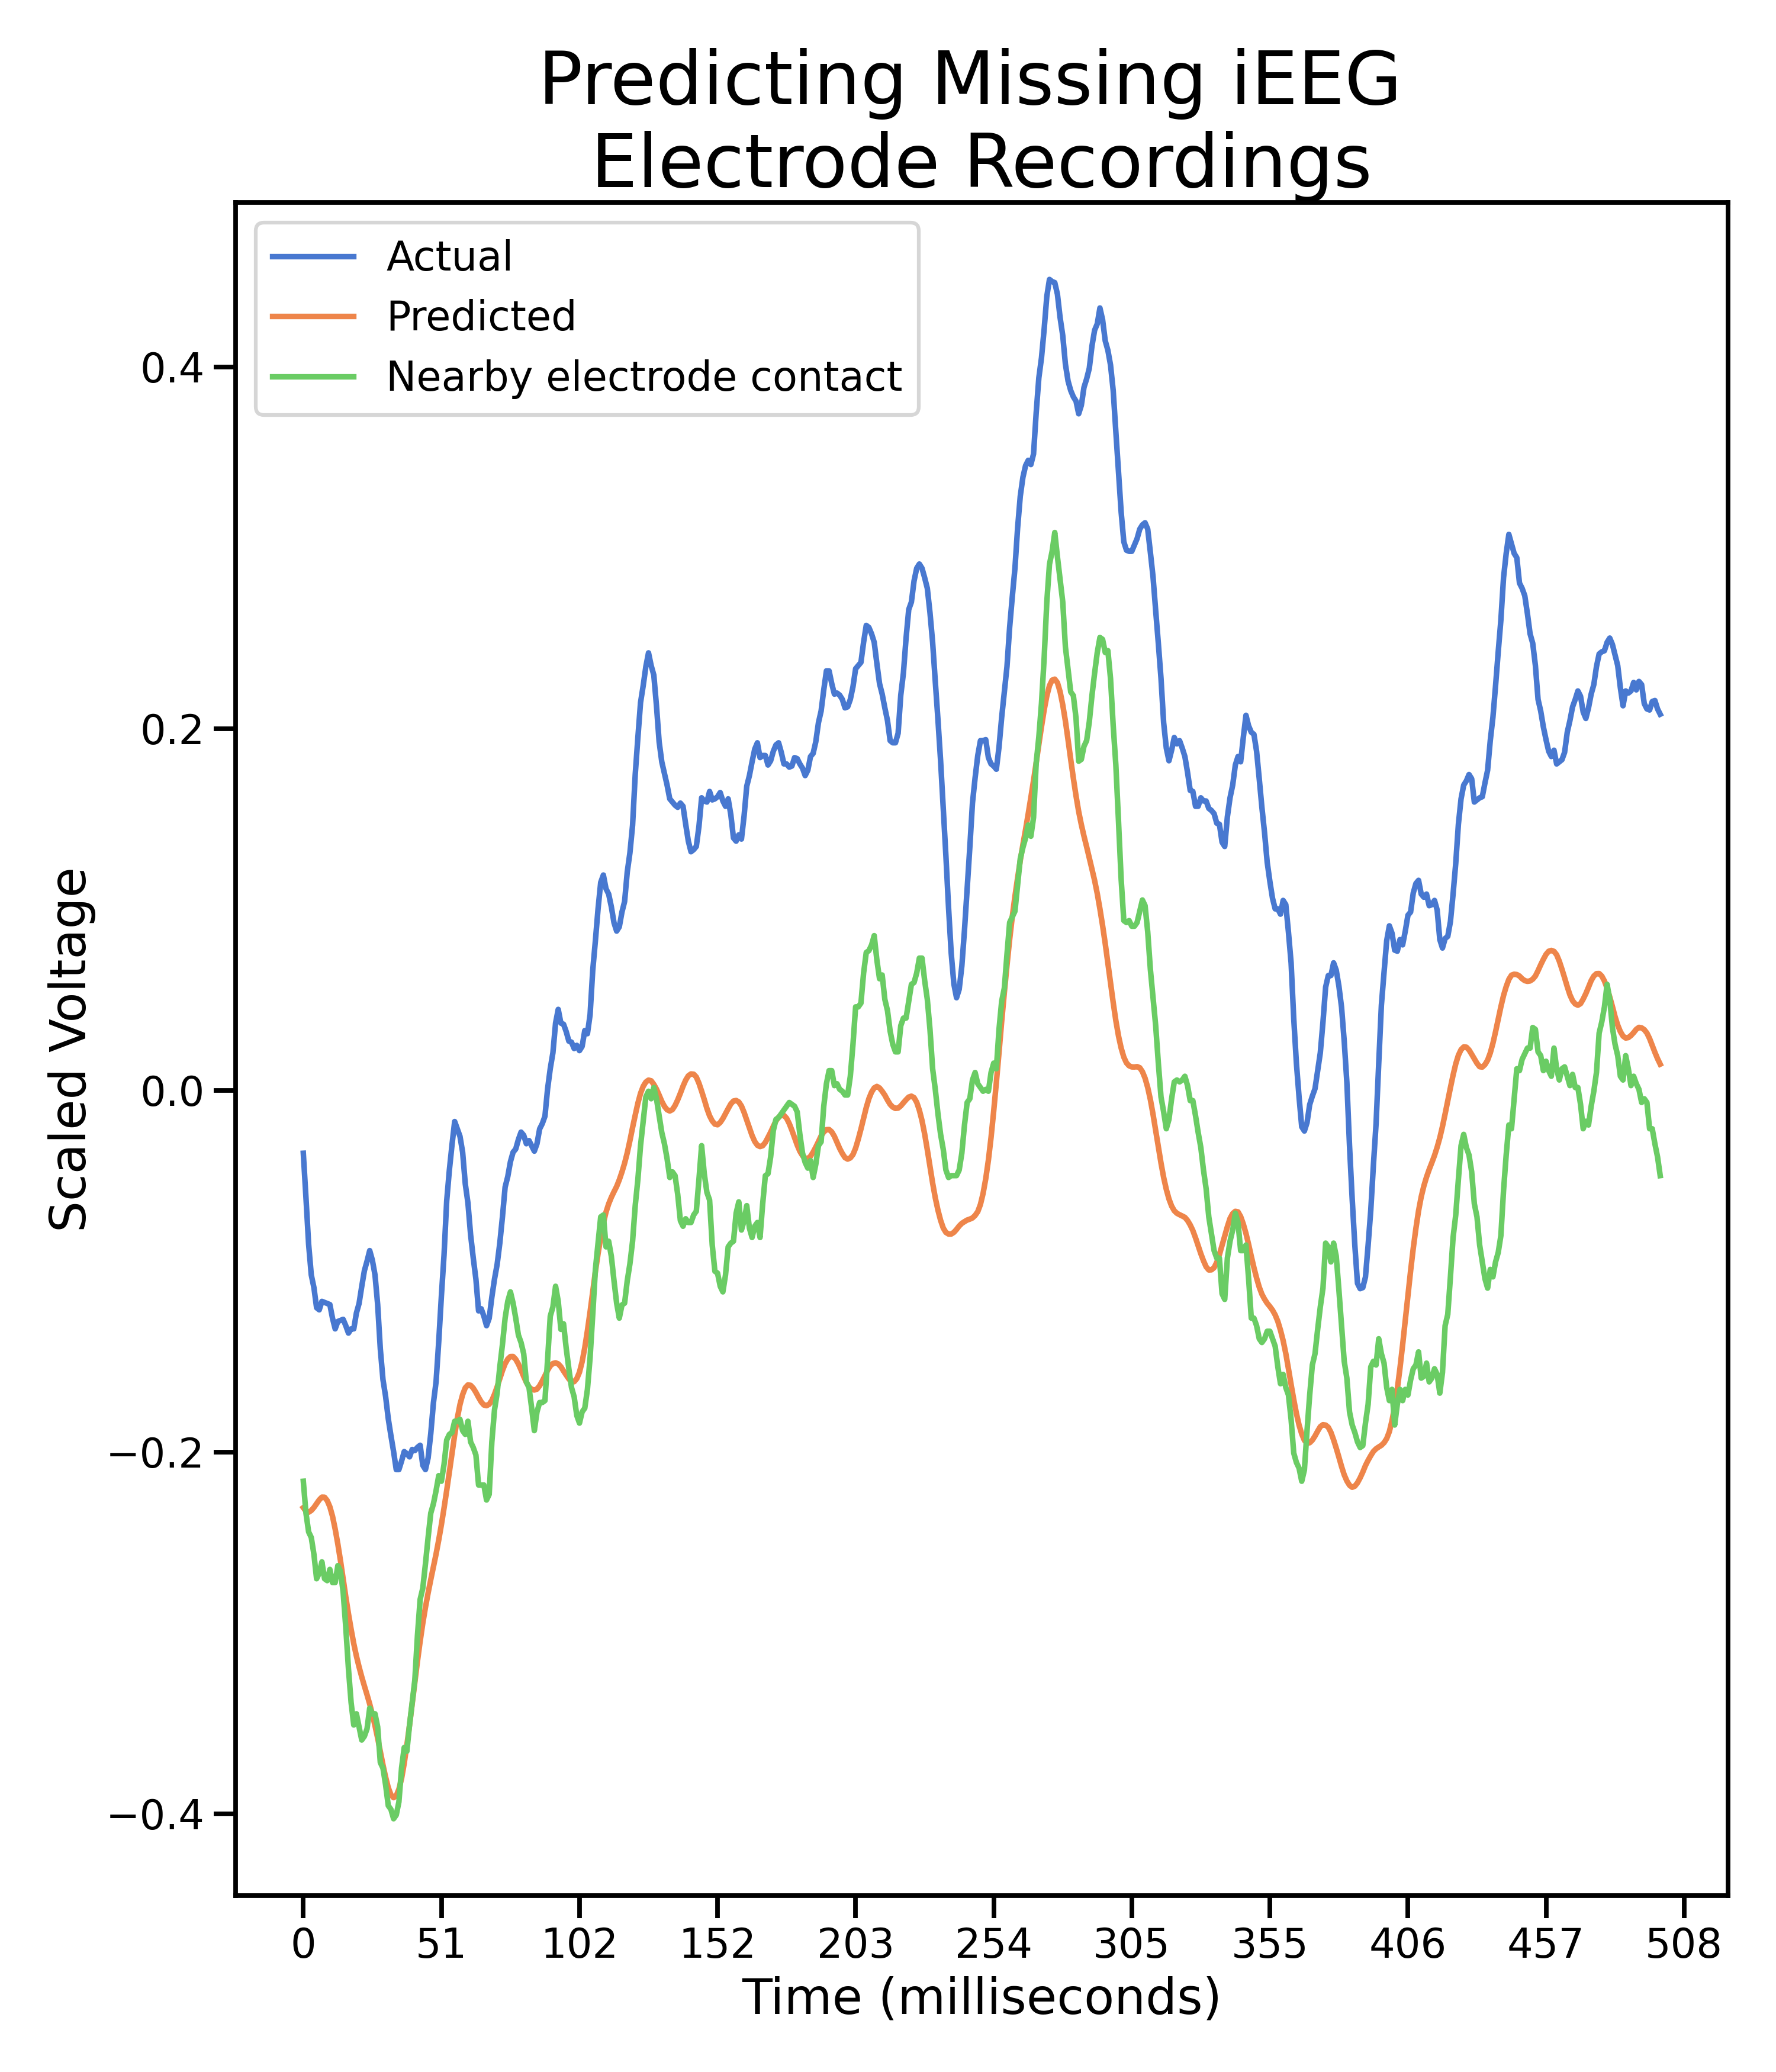 Predicting Missing iEEG
Electrode Recordings
Actual
Predicted
Nearby electrode contact
Scaled Voltage
0.4
0.2
0.0
−0.2
−0.4
0 51 102 152 203 254 305 355 406 457 508
Time (milliseconds)